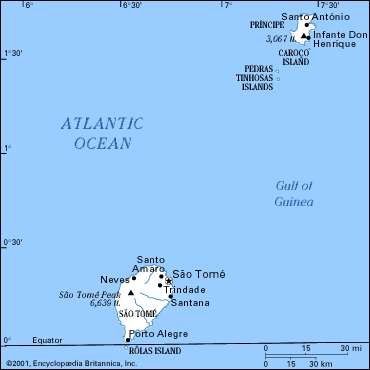 6°
6°30'
7°
7°30'
Santo António
PRÍNCIPE
3,067 ft.
Infante Don
Henrique
CAROÇO
ISLAND
1°30'
PEDRAS
TINHOSAS
ISLANDS
ATLANTIC
OCEAN
1°
Gulf of
Guinea
0°30'
Santo
Amaro
São Tomé
Neves
Trindade
São Tomé Peak
6,639 ft.
Santana
SÃO TOMÉ
Porto Alegre
0°
Equator
RÔLAS ISLAND
0 15 30 mi
0 15 30 km
©2001, Encyclopædia Britannica, Inc.